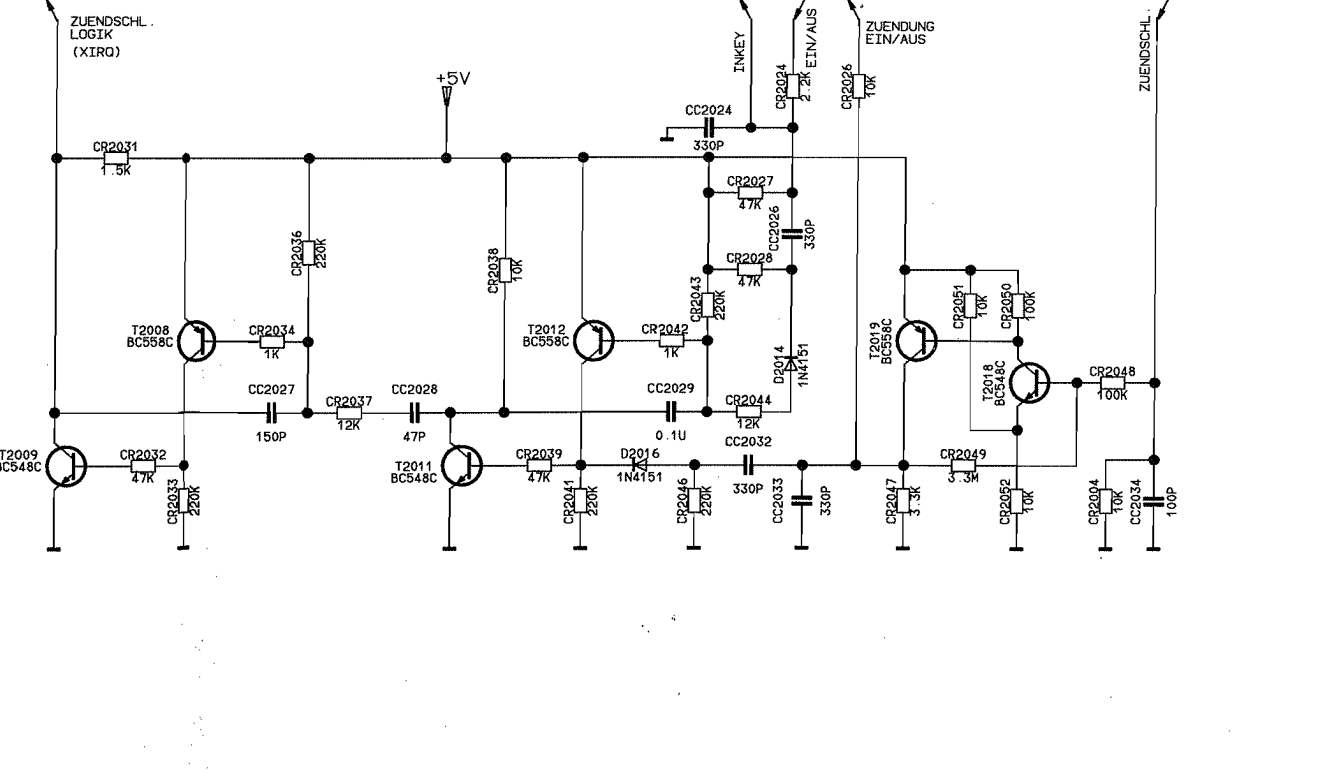 ZUENDSCHL.
LOGIK
(XIRQ)
+5V
INKEY
EIN/AUS
ZUENDUNG
EIN/AUS
ZUENDSCHL.
CR2024
2.2K
CR2026
10K
CC2024
330P
CR2031
1.5K
CR2027
47K
CC2026
330P
CR2036
220K
CR2038
10K
CR2028
47K
CR2043
220K
CR2051
10K
CR2050
100K
T2008
BC558C
CR2034
1K
T2012
BC558C
CR2042
1K
D2014
1N4151
T2019
BC558C
T2018
BC548C
CR2048
100K
CC2027
150P
CR2037
12K
CC2028
47P
CC2029
0.1U
CR2044
12K
T2009
BC548C
CR2032
47K
CR2033
220K
T2011
BC548C
CR2039
47K
CR2041
220K
D2016
1N4151
CR2046
220K
CC2032
330P
CC2033
330P
CR2047
3.3K
CR2049
3.3M
CR2052
10K
CR2004
10K
CC2034
100P